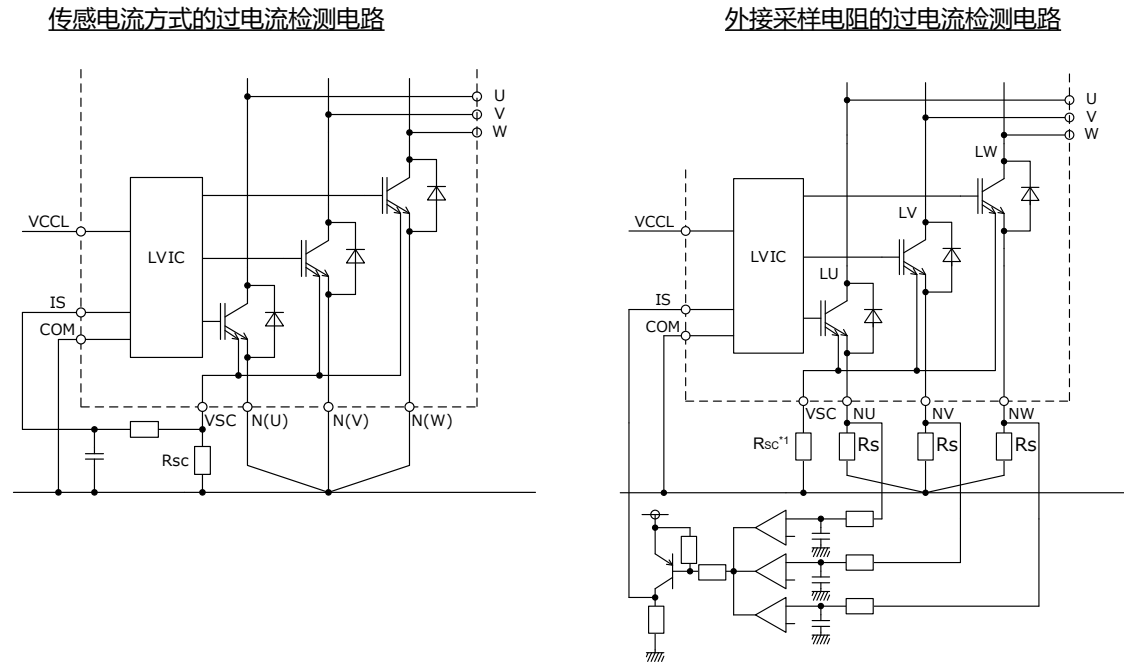 传感电流方式的过电流检测电路
U
V
W
VCCL
LVIC
IS
COM
VSC
N(U)
N(V)
N(W)
Rsc
外接采样电阻的过电流检测电路
U
V
W
LW
LV
VCCL
LVIC
LU
IS
COM
VSC
NU
NV
NW
Rsc*1
Rs
Rs
Rs